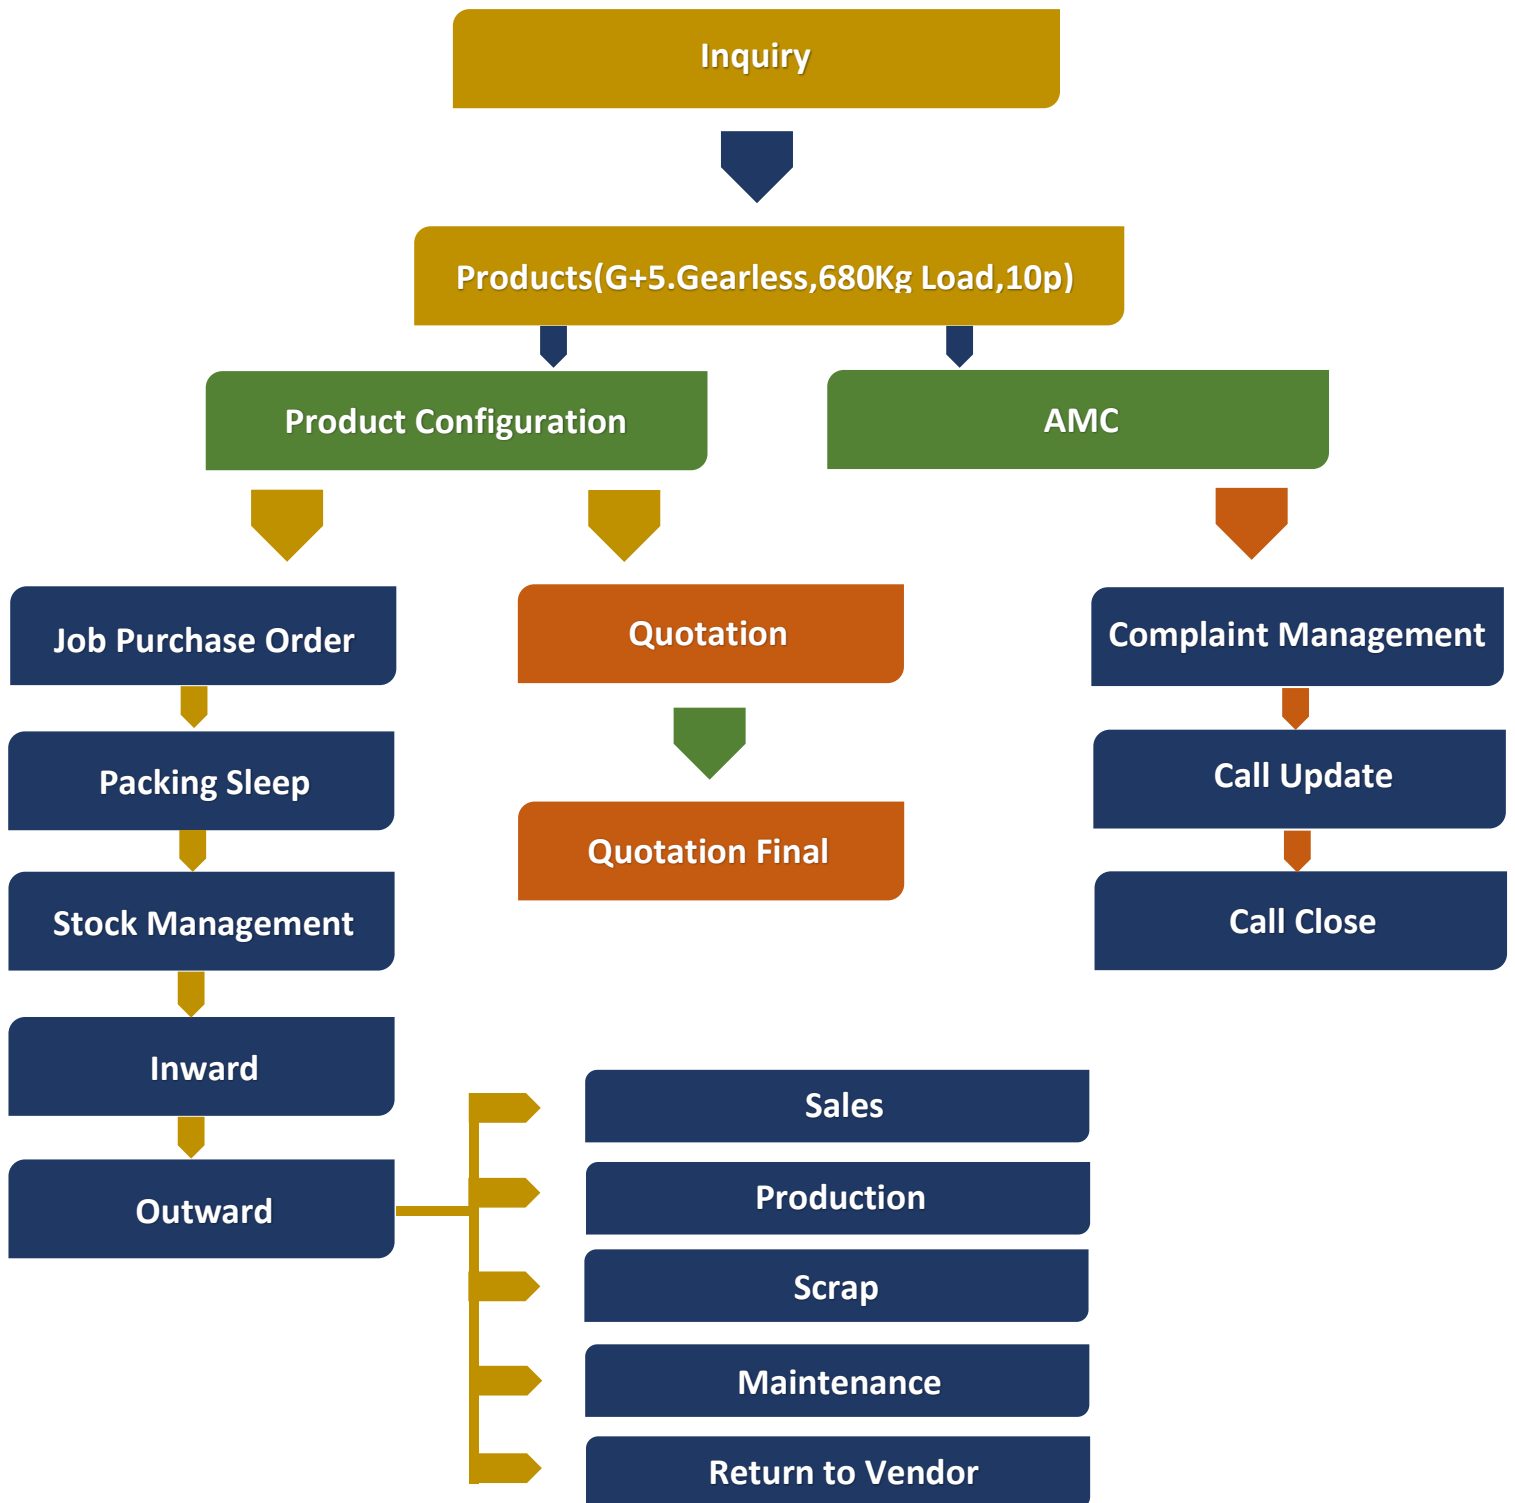 Inquiry
Products(G+5.Gearless,680Kg Load,10p)
Product Configuration
AMC
Job Purchase Order
Quotation
Complaint Management
Packing Sleep
Call Update
Quotation Final
Stock Management
Call Close
Inward
Outward
Sales
Production
Scrap
Maintenance
Return to Vendor